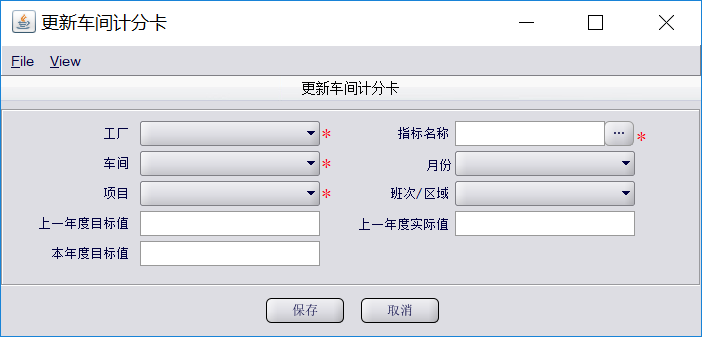 更新车间计分卡
File View
更新车间计分卡
工厂 * 指标名称 ... *
车间 * 月份
项目 * 班次/区域
上一年度目标值 上一年度实际值
本年度目标值
保存 取消